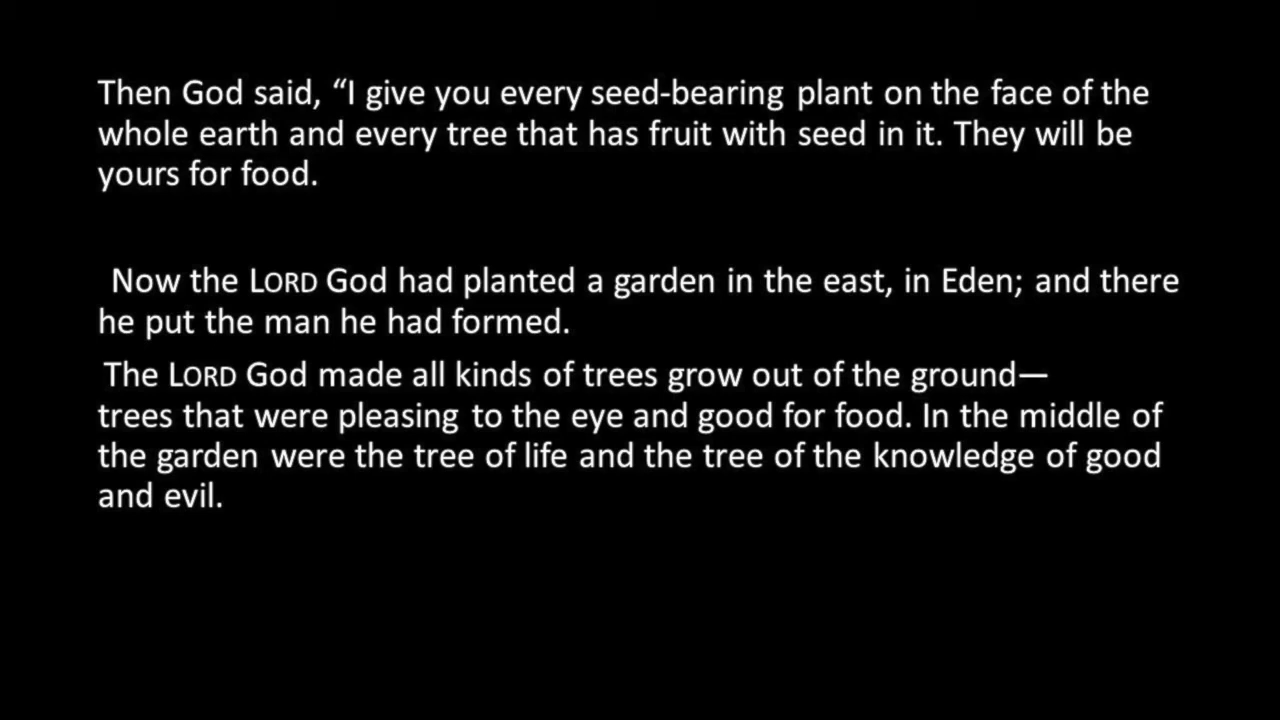 Then God said, “I give you every seed-bearing plant on the face of the
whole earth and every tree that has fruit with seed in it. They will be
yours for food.
Now the LORD God had planted a garden in the east, in Eden; and there
he put the man he had formed.
The LORD God made all kinds of trees grow out of the ground—
trees that were pleasing to the eye and good for food. In the middle of
the garden were the tree of life and the tree of the knowledge of good
and evil.